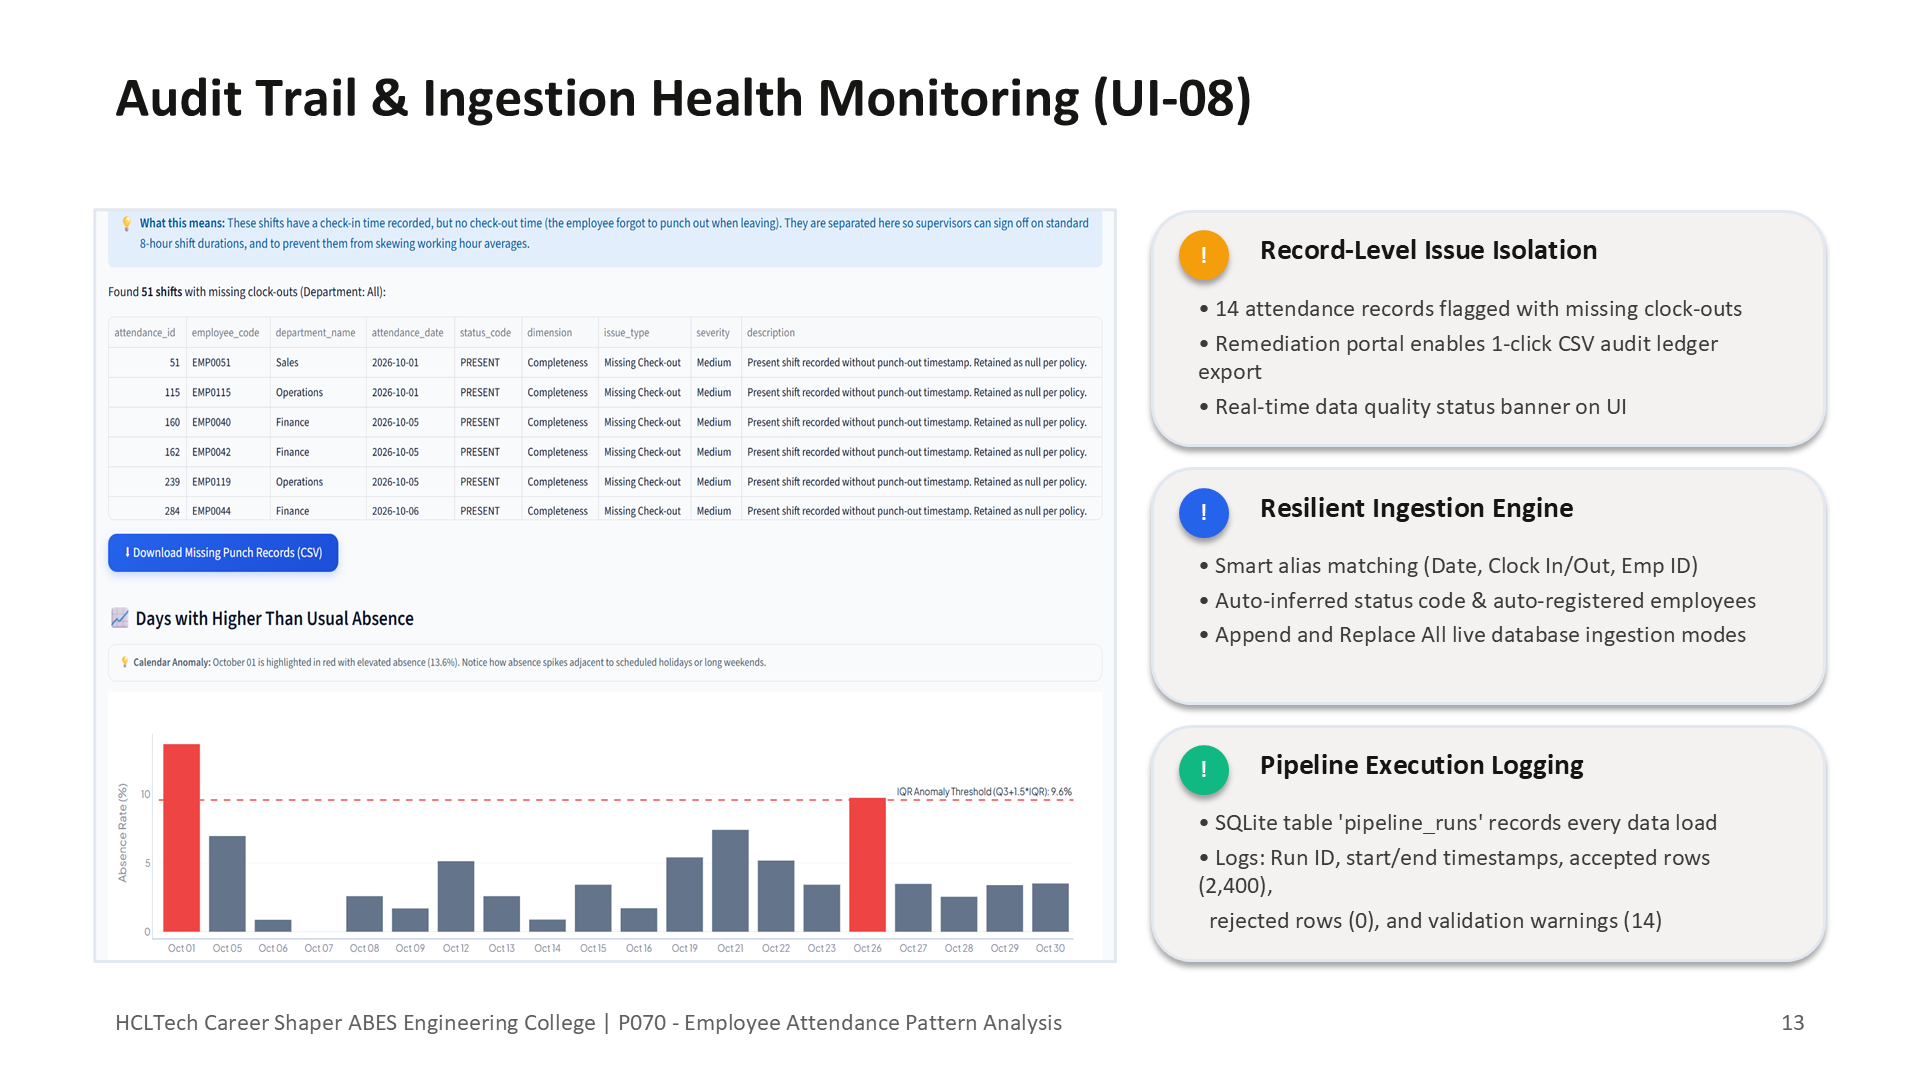 Audit Trail & Ingestion Health Monitoring (UI-08)
What this means: These shifts have a check-in time recorded, but no check-out time (the employee forgot to punch out when leaving). They are separated here so supervisors can sign off on standard
8-hour shift durations, and to prevent them from skewing working hour averages.
Found 51 shifts with missing clock-outs (Department: All):
attendance_id employee_code department_name attendance_date status_code dimension issue_type severity description
51 EMP0051 Sales 2026-10-01 PRESENT Completeness Missing Check-out Medium Present shift recorded without punch-out timestamp. Retained as null per policy.
115 EMP0115 Operations 2026-10-01 PRESENT Completeness Missing Check-out Medium Present shift recorded without punch-out timestamp. Retained as null per policy.
160 EMP0040 Finance 2026-10-05 PRESENT Completeness Missing Check-out Medium Present shift recorded without punch-out timestamp. Retained as null per policy.
162 EMP0042 Finance 2026-10-05 PRESENT Completeness Missing Check-out Medium Present shift recorded without punch-out timestamp. Retained as null per policy.
239 EMP0119 Operations 2026-10-05 PRESENT Completeness Missing Check-out Medium Present shift recorded without punch-out timestamp. Retained as null per policy.
284 EMP0044 Finance 2026-10-06 PRESENT Completeness Missing Check-out Medium Present shift recorded without punch-out timestamp. Retained as null per policy.
⬇ Download Missing Punch Records (CSV)
Days with Higher Than Usual Absence
Calendar Anomaly: October 01 is highlighted in red with elevated absence (13.6%). Notice how absence spikes adjacent to scheduled holidays or long weekends.
Absence Rate (%)
10
5
0
IQR Anomaly Threshold (Q3+1.5*IQR): 9.6%
Oct 01 Oct 05 Oct 06 Oct 07 Oct 08 Oct 09 Oct 12 Oct 13 Oct 14 Oct 15 Oct 16 Oct 19 Oct 21 Oct 22 Oct 23 Oct 26 Oct 27 Oct 28 Oct 29 Oct 30
! Record-Level Issue Isolation
• 14 attendance records flagged with missing clock-outs
• Remediation portal enables 1-click CSV audit ledger
export
• Real-time data quality status banner on UI
! Resilient Ingestion Engine
• Smart alias matching (Date, Clock In/Out, Emp ID)
• Auto-inferred status code & auto-registered employees
• Append and Replace All live database ingestion modes
! Pipeline Execution Logging
• SQLite table 'pipeline_runs' records every data load
• Logs: Run ID, start/end timestamps, accepted rows
(2,400),
rejected rows (0), and validation warnings (14)
HCLTech Career Shaper ABES Engineering College | P070 - Employee Attendance Pattern Analysis
13